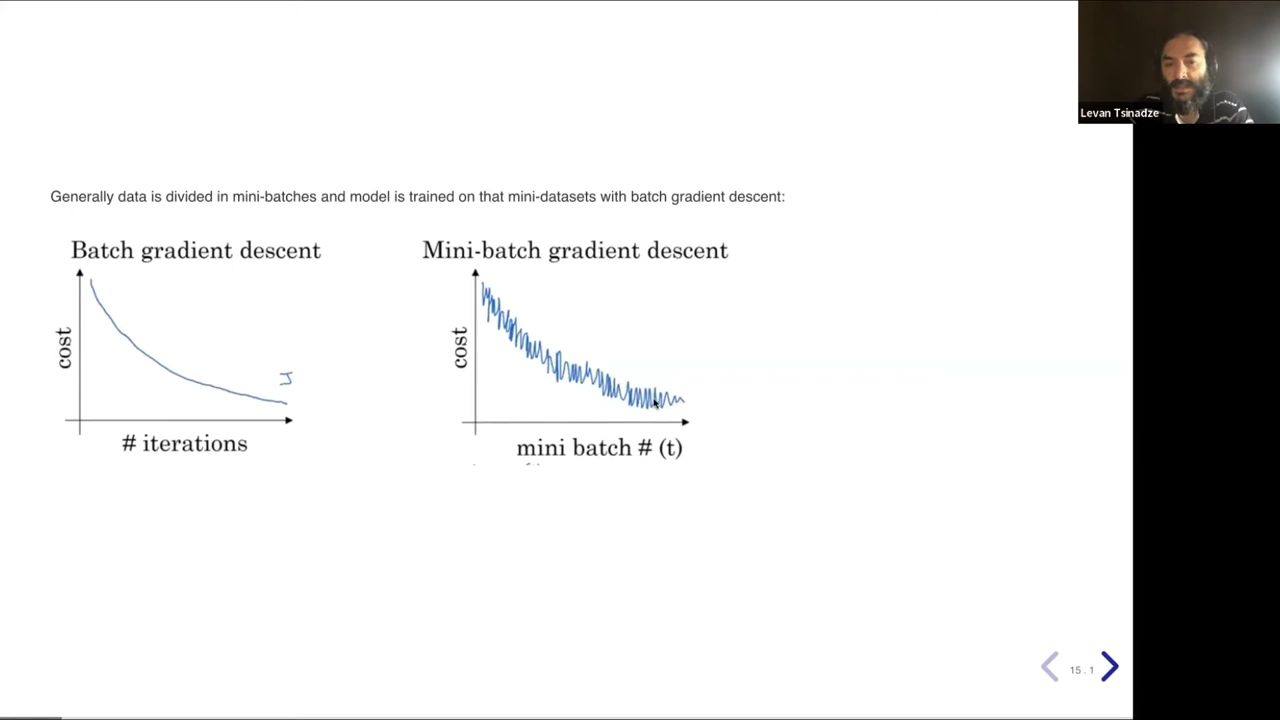 Levan Tsinadze
Generally data is divided in mini-batches and model is trained on that mini-datasets with batch gradient descent:
Batch gradient descent
cost
J
# iterations
Mini-batch gradient descent
cost
mini batch # (t)
15 . 1